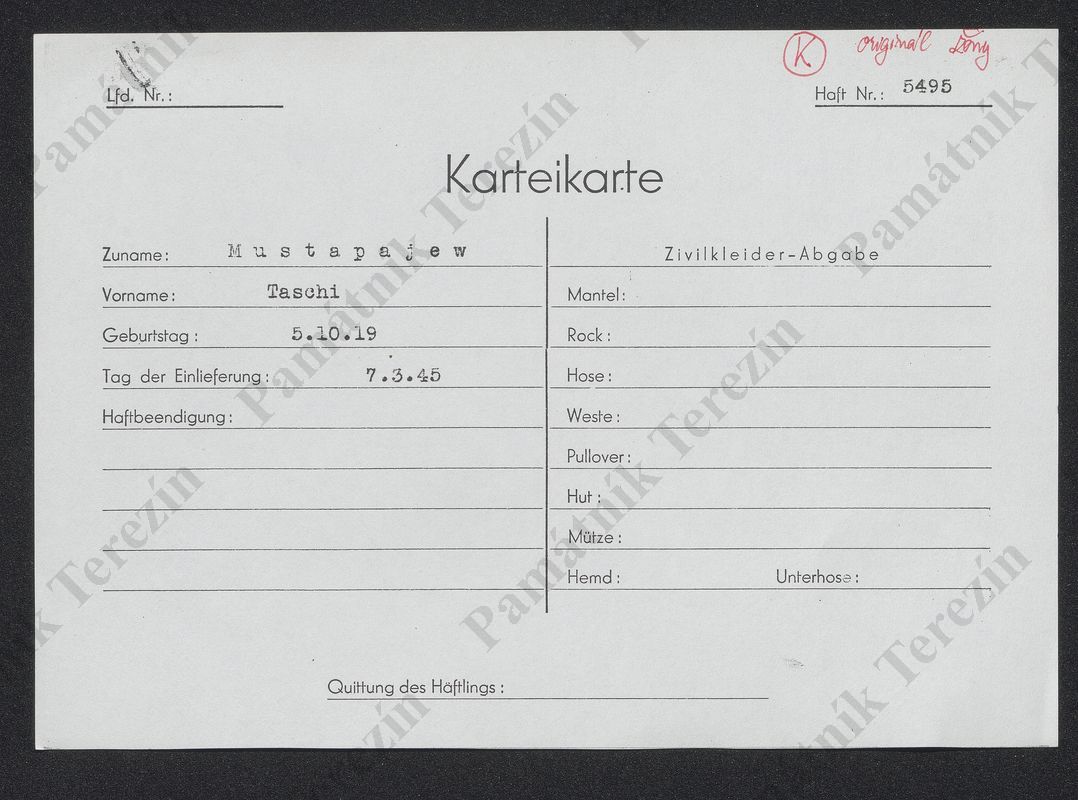 K originál
Lfd. Nr.:
Haft Nr.: 5495
Karteikarte
Zuname: Mustapajew
Vorname: Taschi
Geburtstag: 5.10.19
Tag der Einlieferung: 7.3.45
Haftbeendigung:
Zivilkleider-Abgabe
Mantel:
Rock:
Hose:
Weste:
Pullover:
Hut:
Mütze:
Hemd: Unterhose:
Quittung des Häftlings:
Památník Terezín